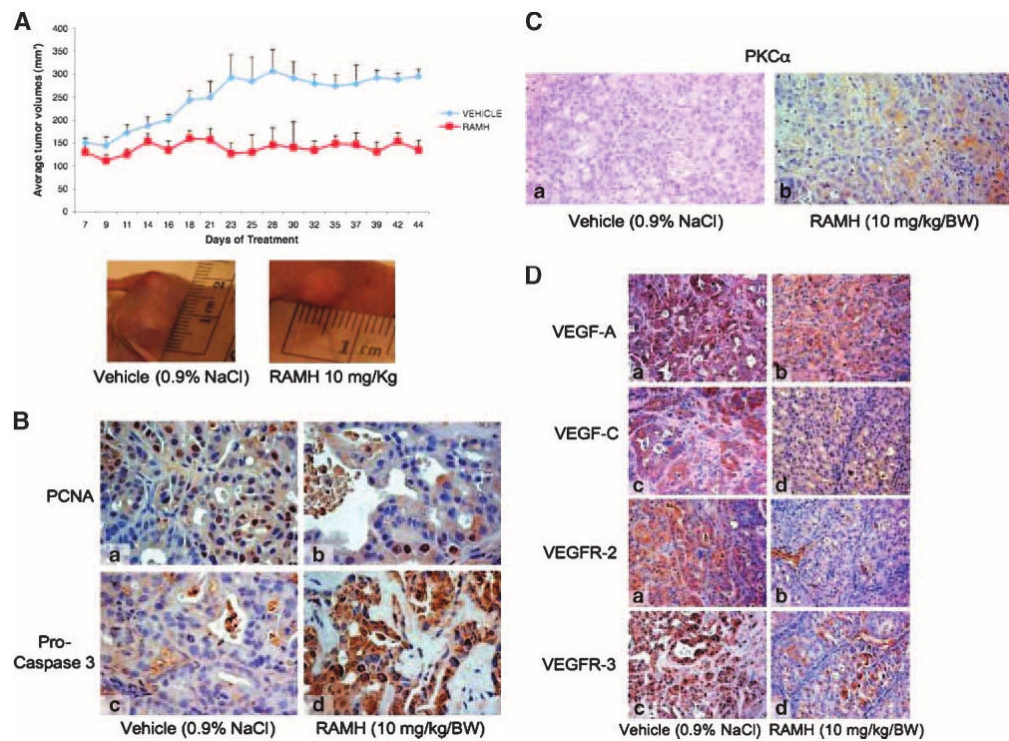 A
Average tumor volumes (mm³)
400
350
300
250
200
150
100
50
0
7 9 11 14 16 18 21 23 25 28 30 32 35 37 39 42 44
Days of Treatment
VEHICLE
RAMH
2
1 cm
1 cm
Vehicle (0.9% NaCl) RAMH 10 mg/Kg
B
PCNA
a b
Pro-
Caspase 3
c d
Vehicle (0.9% NaCl) RAMH (10 mg/kg/BW)
C
PKCα
a b
Vehicle (0.9% NaCl) RAMH (10 mg/kg/BW)
D
VEGF-A
a b
VEGF-C
c d
VEGFR-2
a b
VEGFR-3
c d
Vehicle (0.9% NaCl) RAMH (10 mg/kg/BW)